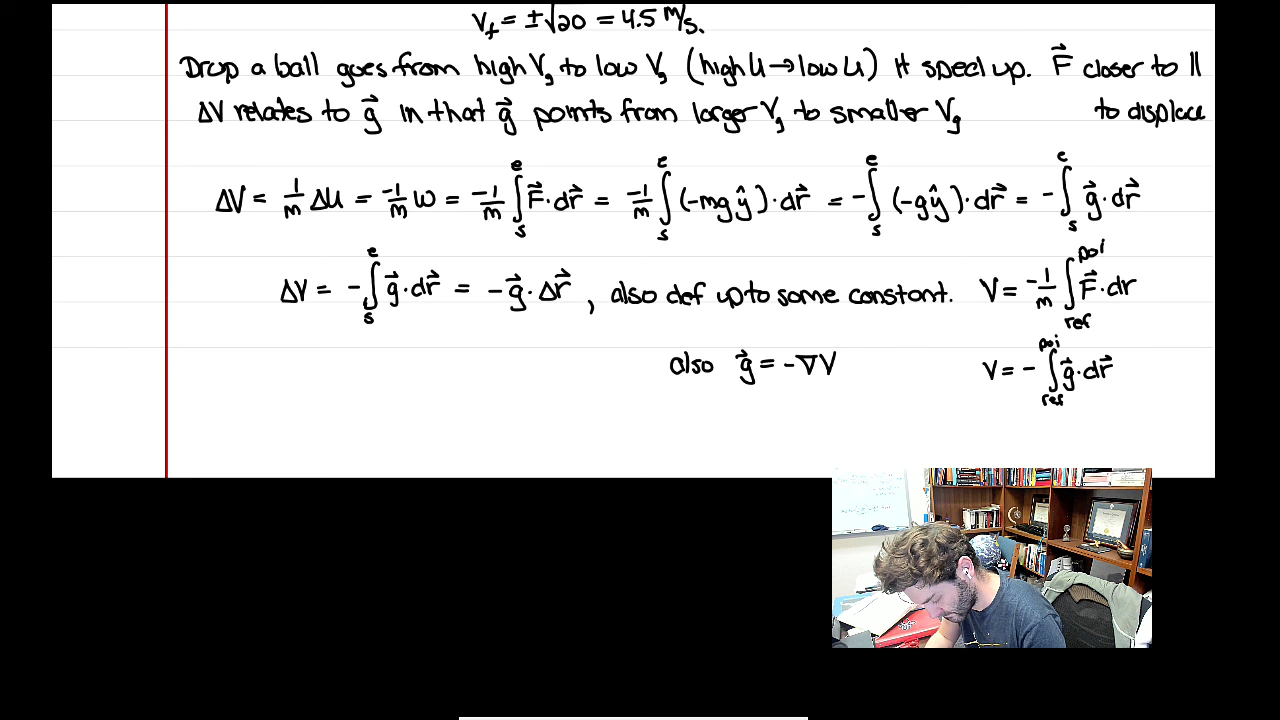 V_f = ±√20 = 4.5 m/s.
Drop a ball goes from high V_g to low V_g (high U → low U) it sped up. F⃗ closer to ||
ΔV relates to g⃗ in that g⃗ points from larger V_g to smaller V_g to displace
ΔV = 1/m ΔU = -1/m W = -1/m ∫_s^e F⃗·dr⃗ = -1/m ∫_s^e (-mgŷ)·dr⃗ = -∫_s^e (-gŷ)·dr⃗ = -∫_s^e g⃗·dr⃗
ΔV = -∫_s^e g⃗·dr⃗ = -g⃗·Δr⃗, also def up to some constant. V = -1/m ∫_ref^poi F⃗·dr
also g⃗ = -∇V V = -∫_ref^poi g⃗·dr⃗